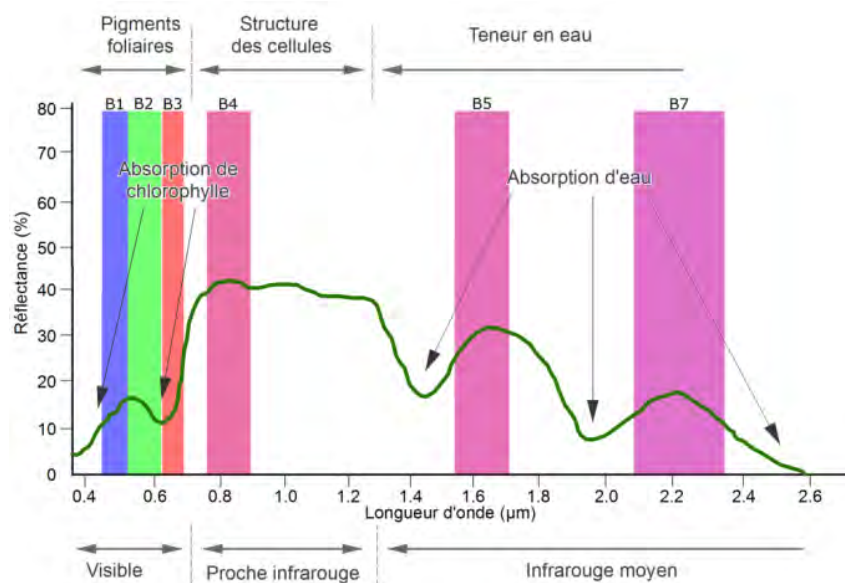 Pigments
foliaires
Structure
des cellules
Teneur en eau
B1 B2 B3 B4 B5 B7
80
70
60
50
40
30
20
10
0
Réflectance (%)
Absorption de
chlorophylle
Absorption d'eau
0.4 0.6 0.8 1.0 1.2 1.4 1.6 1.8 2.0 2.2 2.4 2.6
Longueur d'onde (µm)
Visible
Proche infrarouge
Infrarouge moyen